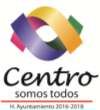 Centro
somos todos
H. Ayuntamiento 2016-2018